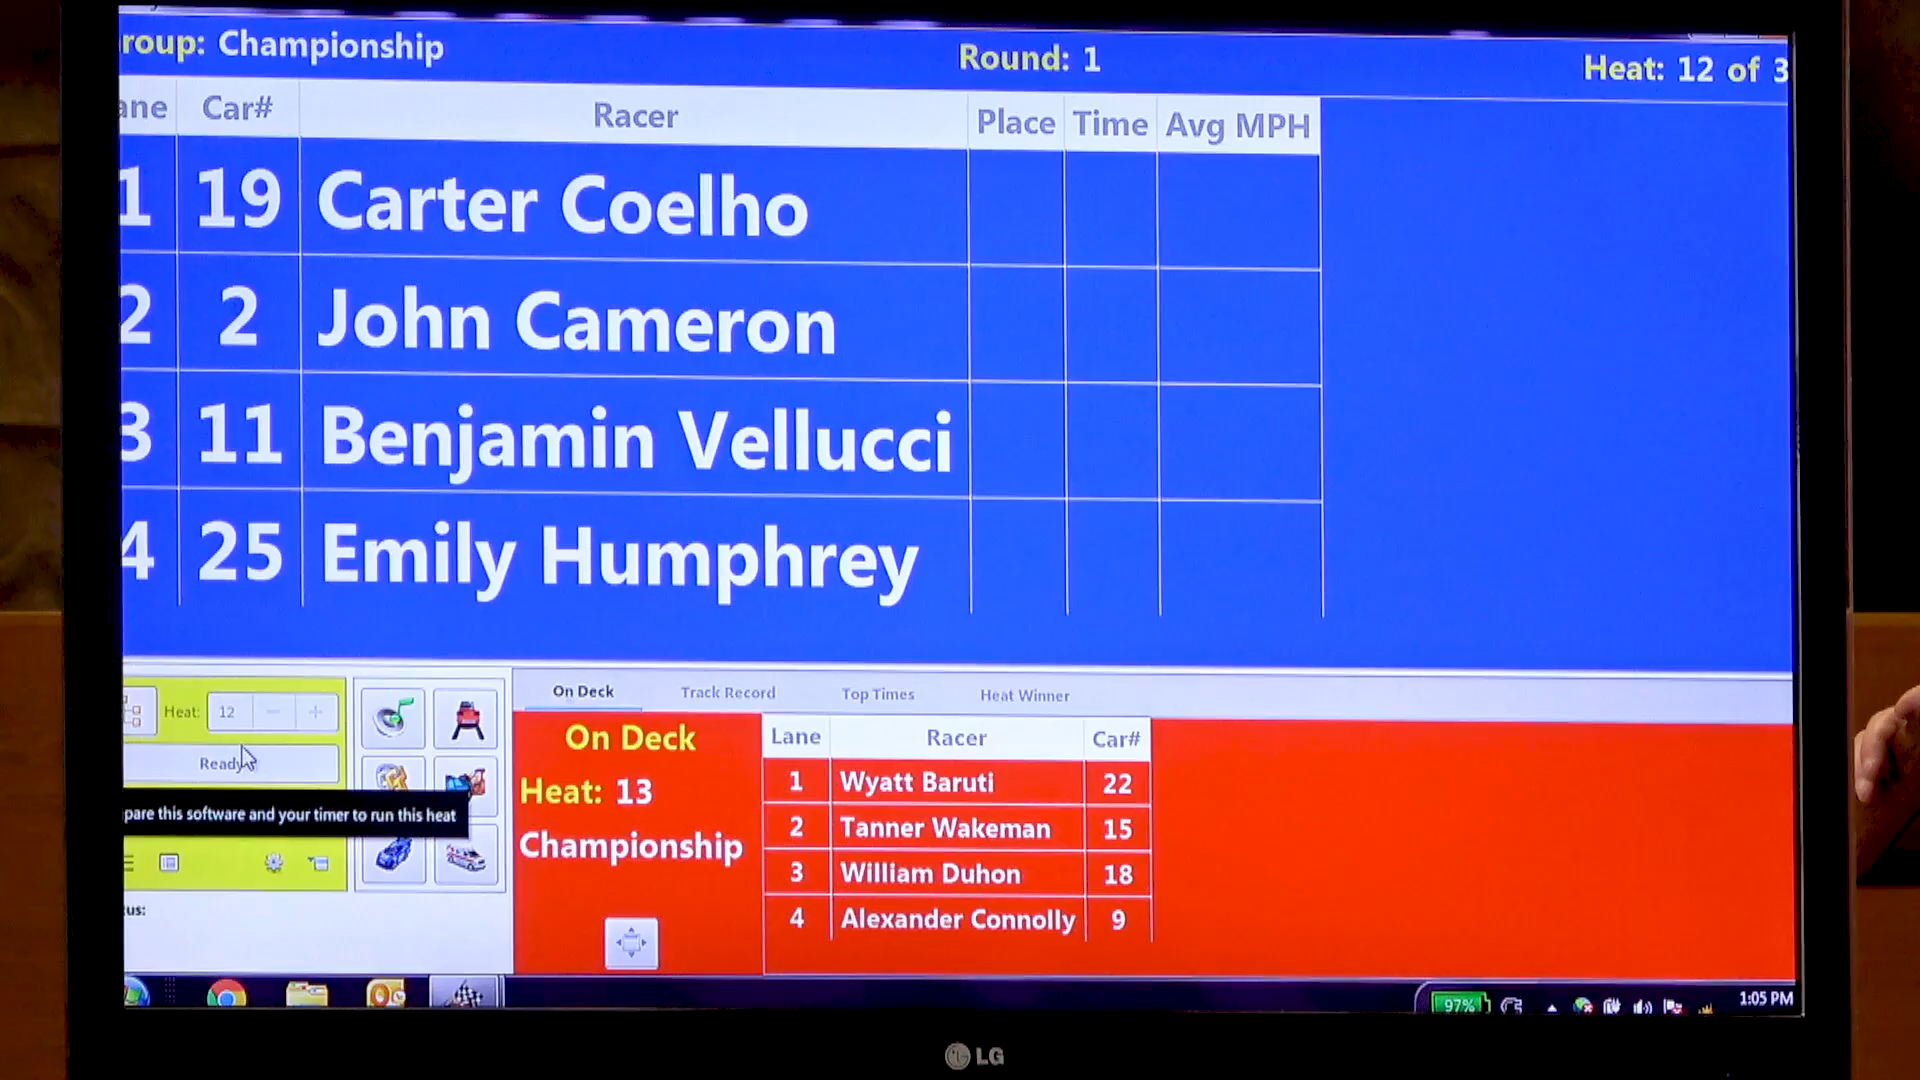 roup: Championship Round: 1 Heat: 12 of 3
ane Car# Racer Place Time Avg MPH
1 19 Carter Coelho
2 2 John Cameron
3 11 Benjamin Vellucci
4 25 Emily Humphrey
Heat: 12 - +
Ready
pare this software and your timer to run this heat
us:
On Deck Track Record Top Times Heat Winner
On Deck
Heat: 13
Championship
Lane Racer Car#
1 Wyatt Baruti 22
2 Tanner Wakeman 15
3 William Duhon 18
4 Alexander Connolly 9
97% 1:05 PM
LG